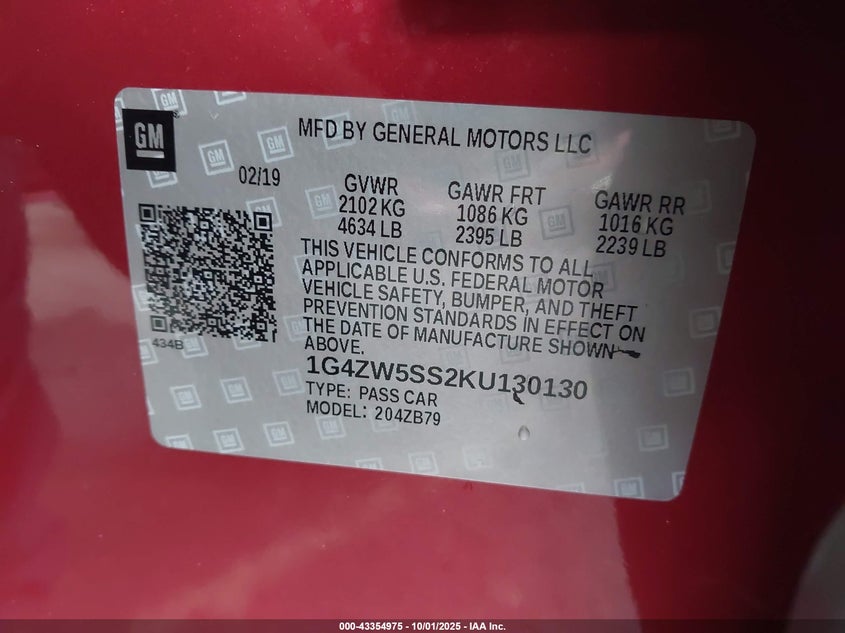 GM
MFD BY GENERAL MOTORS LLC
02/19
GVWR
2102 KG
4634 LB
GAWR FRT
1086 KG
2395 LB
GAWR RR
1016 KG
2239 LB
THIS VEHICLE CONFORMS TO ALL
APPLICABLE U.S. FEDERAL MOTOR
VEHICLE SAFETY, BUMPER, AND THEFT
PREVENTION STANDARDS IN EFFECT ON
THE DATE OF MANUFACTURE SHOWN
ABOVE.
434B
1G4ZW5SS2KU130130
TYPE: PASS CAR
MODEL: 204ZB79
000-43354975 - 10/01/2025 - IAA Inc.